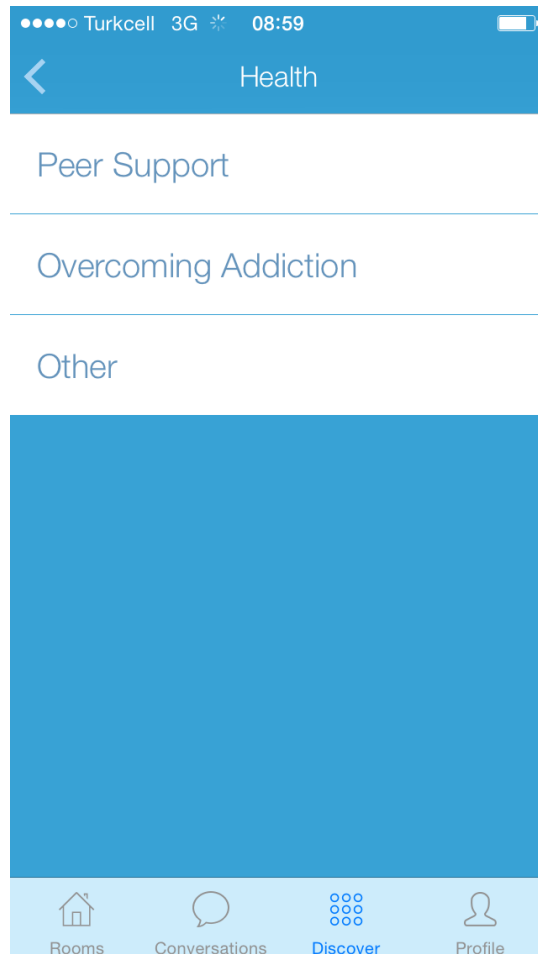 Turkcell 3G 08:59
Health
Peer Support
Overcoming Addiction
Other
Rooms Conversations Discover Profile